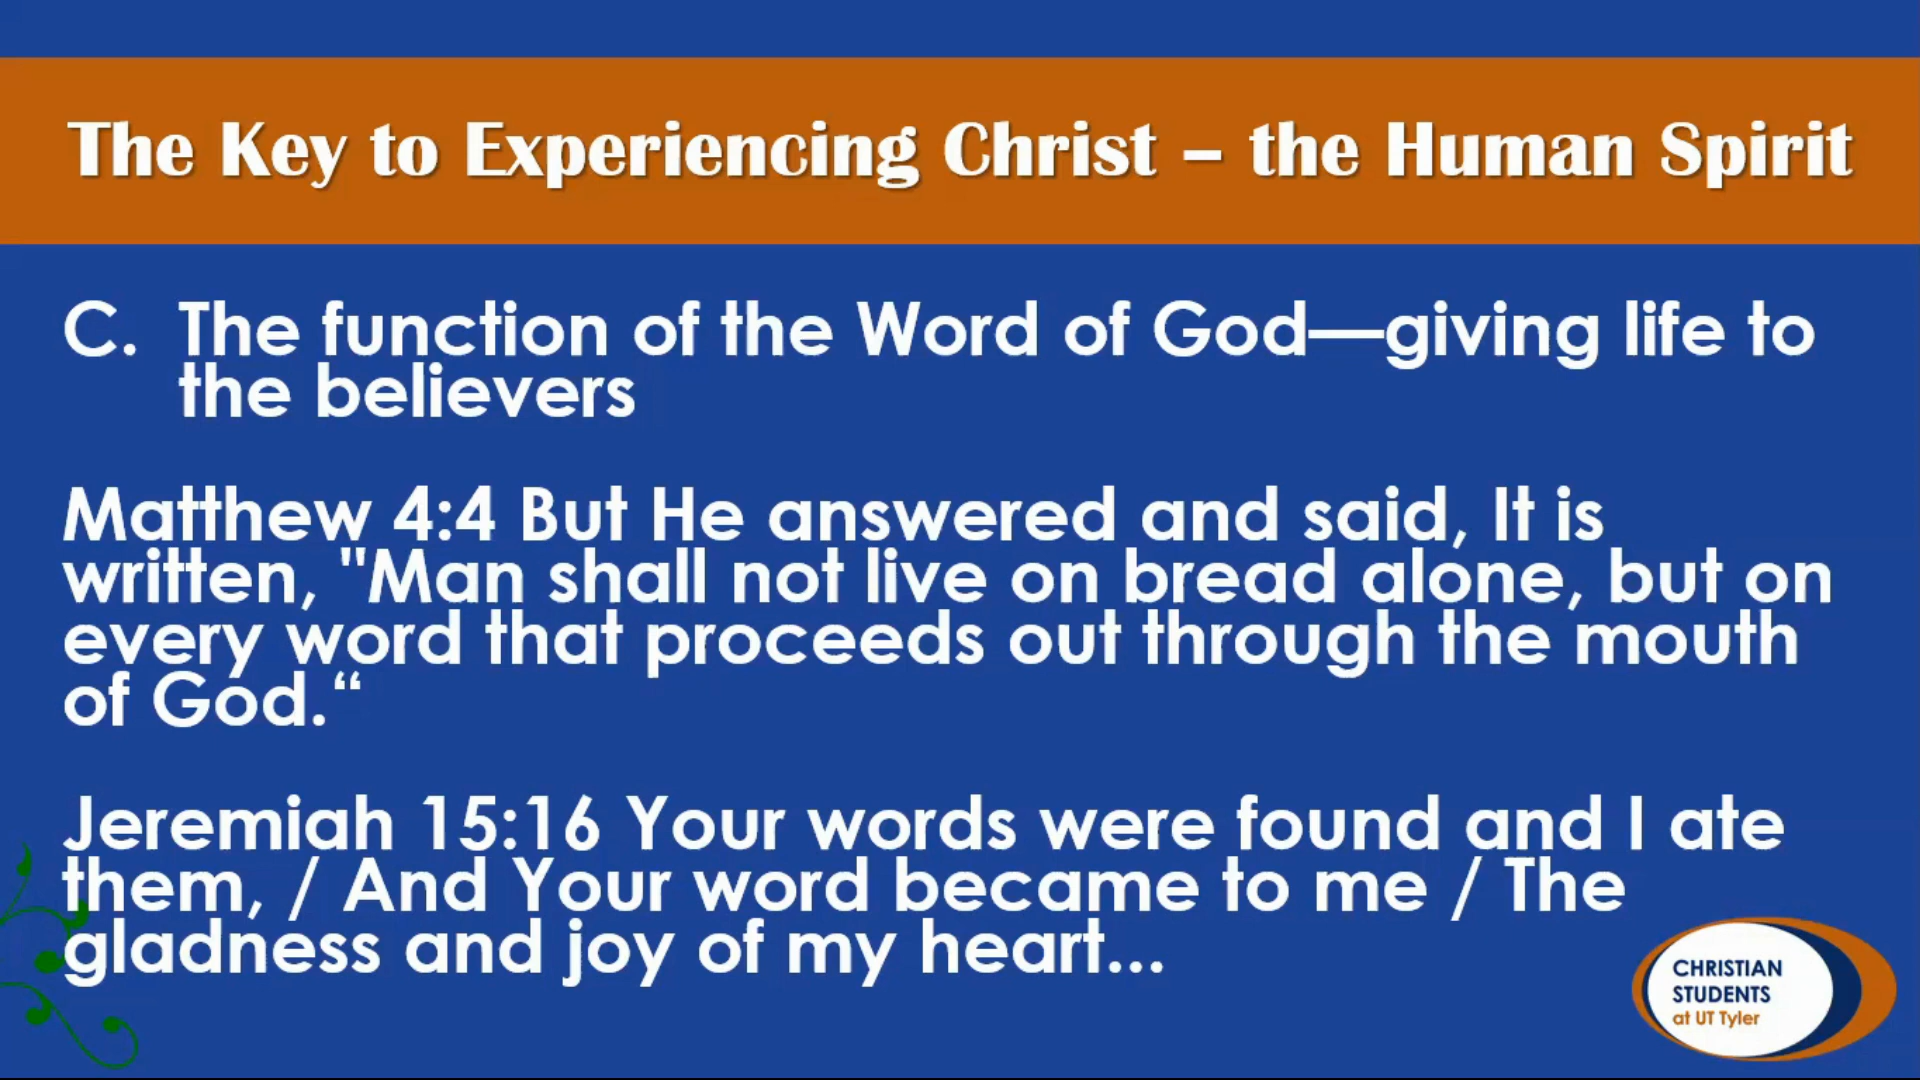 The Key to Experiencing Christ – the Human Spirit
C. The function of the Word of God—giving life to
the believers
Matthew 4:4 But He answered and said, It is
written, "Man shall not live on bread alone, but on
every word that proceeds out through the mouth
of God.“
Jeremiah 15:16 Your words were found and I ate
them, / And Your word became to me / The
gladness and joy of my heart...
CHRISTIAN
STUDENTS
at UT Tyler